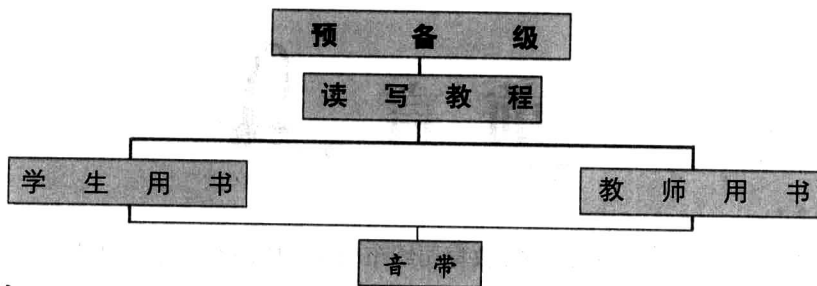 预备级
读写教程
学生用书
教师用书
音带